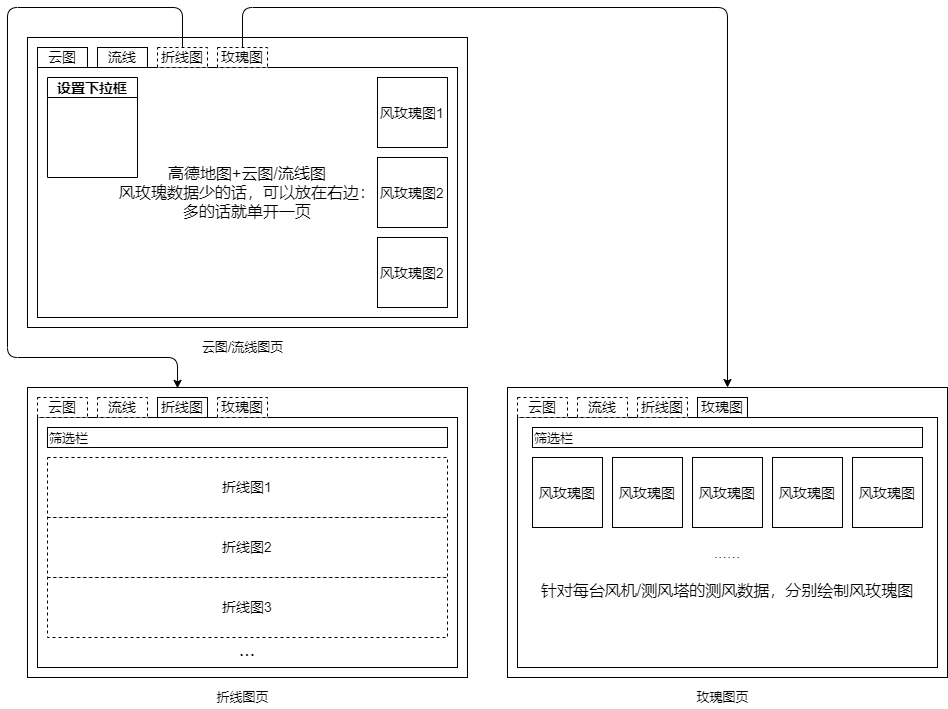 云图 流线 折线图 玫瑰图
设置下拉框
风玫瑰图1
高德地图+云图/流线图
风玫瑰数据少的话，可以放在右边：
多的话就单开一页
风玫瑰图2
风玫瑰图2
云图/流线图页
云图 流线 折线图 玫瑰图
筛选栏
折线图1
折线图2
折线图3
...
折线图页
云图 流线 折线图 玫瑰图
筛选栏
风玫瑰图 风玫瑰图 风玫瑰图 风玫瑰图 风玫瑰图
......
针对每台风机/测风塔的测风数据，分别绘制风玫瑰图
玫瑰图页